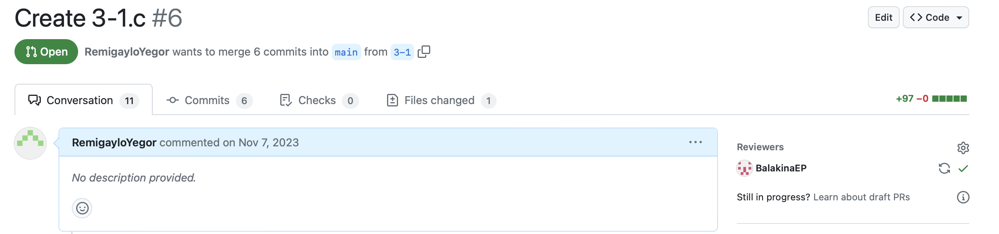 Create 3-1.c #6
Edit
Code
Open
RemigayloYegor wants to merge 6 commits into main from 3-1
Conversation 11
Commits 6
Checks 0
Files changed 1
+97 −0
RemigayloYegor commented on Nov 7, 2023
No description provided.
Reviewers
BalakinaEP
Still in progress? Learn about draft PRs